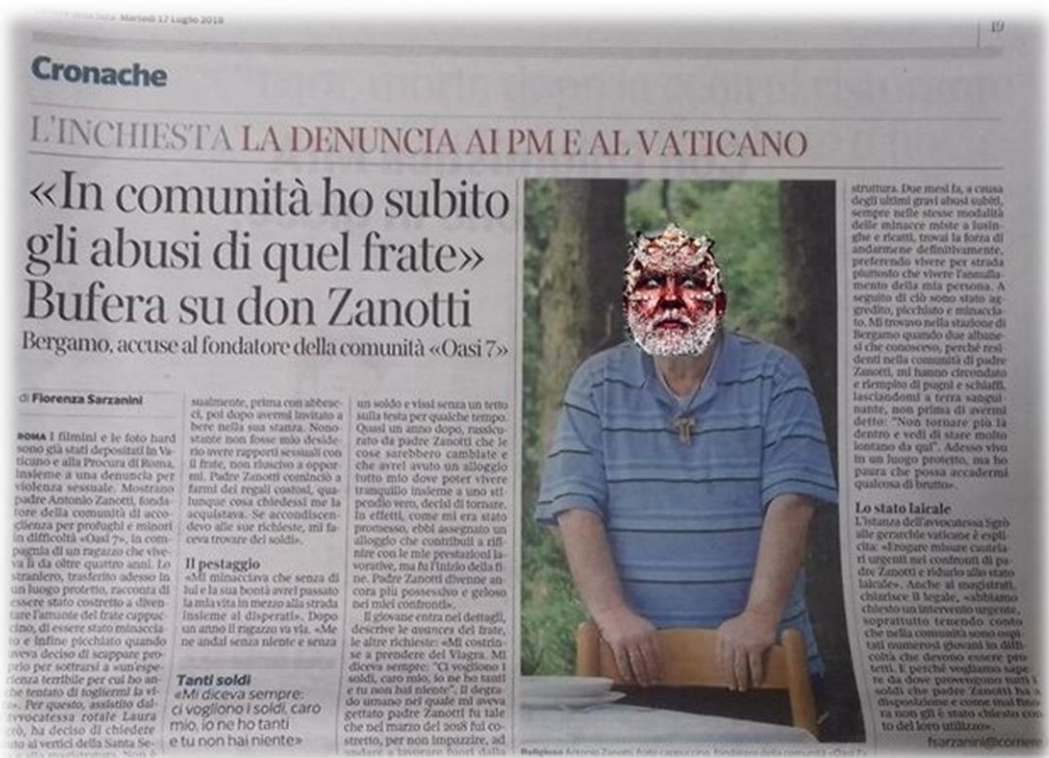 Martedì 17 Luglio 2018
19
Cronache
L'INCHIESTA LA DENUNCIA AI PM E AL VATICANO
«In comunità ho subito
gli abusi di quel frate»
Bufera su don Zanotti
Bergamo, accuse al fondatore della comunità «Oasi 7»
di Fiorenza Sarzanini
ROMA I filmini e le foto hard
sono già stati depositati in Va-
ticano e alla Procura di Roma,
insieme a una denuncia per
violenza sessuale. Mostrano
padre Antonio Zanotti, fonda-
tore della comunità di acco-
glienza per profughi e minori
in difficoltà «Oasi 7», in com-
pagnia di un ragazzo che vive-
va lì da oltre quattro anni. Lo
straniero, trasferito adesso in
un luogo protetto, racconta di
essere stato costretto a diven-
tare l'amante del frate cappuc-
cino, di essere stato minaccia-
to e infine picchiato quando
aveva deciso di scappare pro-
prio per sottrarsi a «un'espe-
rienza terribile per cui ho an-
che tentato di togliermi la vi-
ta». Per questo, assistito dal-
avvocatessa rotale Laura
rò, ha deciso di chiedere
uto ai vertici della Santa Se-
e alla magistratura. Non è
sualmente, prima con abbrac-
ci, poi dopo avermi invitato a
bere nella sua stanza. Nono-
stante non fosse mio deside-
rio avere rapporti sessuali con
il frate, non riuscivo a oppor-
mi. Padre Zanotti cominciò a
farmi dei regali costosi, qua-
lunque cosa chiedessi me la
acquistava. Se accondiscen-
devo alle sue richieste, mi fa-
ceva trovare dei soldi».
Il pestaggio
«Mi minacciava che senza di
lui e la sua bontà avrei passato
la mia vita in mezzo alla strada
insieme ai disperati». Dopo
un anno il ragazzo va via. «Me
ne andai senza niente e senza
Tanti soldi
«Mi diceva sempre:
ci vogliono i soldi, caro
mio, io ne ho tanti
e tu non hai niente»
un soldo e vissi senza un tetto
sulla testa per qualche tempo.
Quasi un anno dopo, rassicu-
rato da padre Zanotti che le
cose sarebbero cambiate e
che avrei avuto un alloggio
tutto mio dove poter vivere
tranquillo insieme a uno sti-
pendio vero, decisi di tornare.
In effetti, come mi era stato
promesso, ebbi assegnato un
alloggio che contribuii a rifi-
nire con le mie prestazioni la-
vorative, ma fu l'inizio della fi-
ne. Padre Zanotti divenne an-
cora più possessivo e geloso
nei miei confronti».
Il giovane entra nei dettagli,
descrive le avances del frate,
le altre richieste: «Mi costrin-
se a prendere del Viagra. Mi
diceva sempre: "Ci vogliono i
soldi, caro mio, io ne ho tanti
e tu non hai niente". Il degra-
do umano nel quale mi aveva
gettato padre Zanotti fu tale
che nel marzo del 2018 fui co-
stretto, per non impazzire, ad
andare a lavorare fuori dalla
Religioso Antonio Zanotti, frate cappuccino, fondatore della comunità «Oasi 7»
struttura. Due mesi fa, a causa
degli ultimi gravi abusi subiti,
sempre nelle stesse modalità
delle minacce miste a lusin-
ghe e ricatti, trovai la forza di
andarmene definitivamente,
preferendo vivere per strada
piuttosto che vivere l'annulla-
mento della mia persona. A
seguito di ciò sono stato ag-
gredito, picchiato e minaccia-
to. Mi trovavo nella stazione di
Bergamo quando due albane-
si che conoscevo, perché resi-
denti nella comunità di padre
Zanotti, mi hanno circondato
e riempito di pugni e schiaffi,
lasciandomi a terra sangui-
nante, non prima di avermi
detto: "Non tornare più là
dentro e vedi di stare molto
lontano da qui". Adesso vivo
in un luogo protetto, ma ho
paura che possa accadermi
qualcosa di brutto».
Lo stato laicale
L'istanza dell'avvocatessa Sgrò
alle gerarchie vaticane è espli-
cita: «Erogare misure cautela-
ri urgenti nei confronti di pa-
dre Zanotti e ridurlo allo stato
laicale». Anche ai magistrati,
chiarisce il legale, «abbiamo
chiesto un intervento urgente,
soprattutto tenendo conto
che nella comunità sono ospi-
tati numerosi giovani in diffi-
coltà che devono essere pro-
tetti. E perché vogliamo sape-
re da dove provengono tutti i
soldi che padre Zanotti ha a
disposizione e come mai fino-
ra non gli è stato chiesto con-
to del loro utilizzo».
fsarzanini@corriere